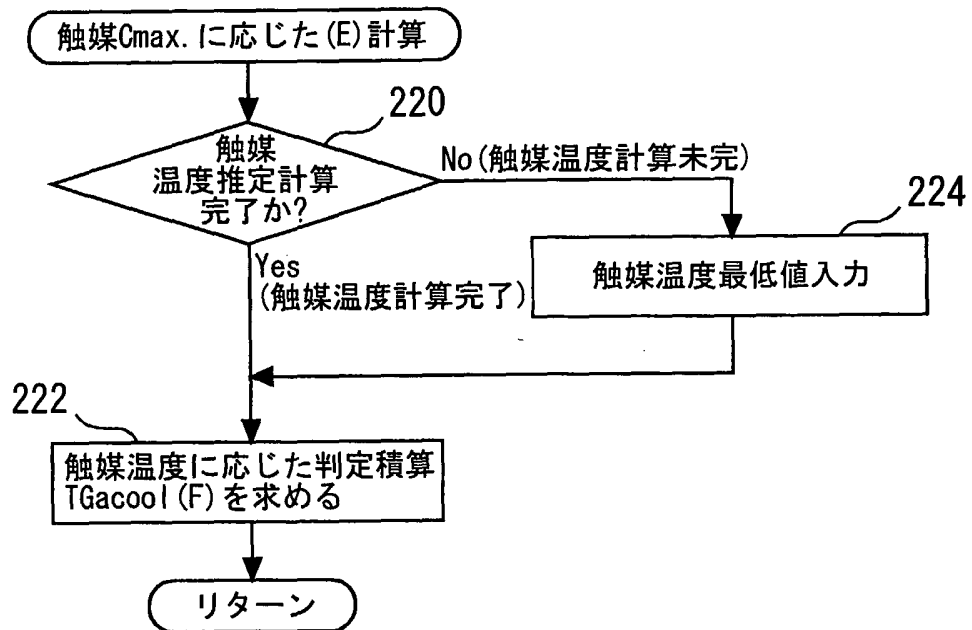 触媒Cmax.に応じた(E)計算
220
触媒
温度推定計算
完了か?
No(触媒温度計算未完)
224
触媒温度最低値入力
Yes
(触媒温度計算完了)
222
触媒温度に応じた判定積算
TGacool(F)を求める
リターン